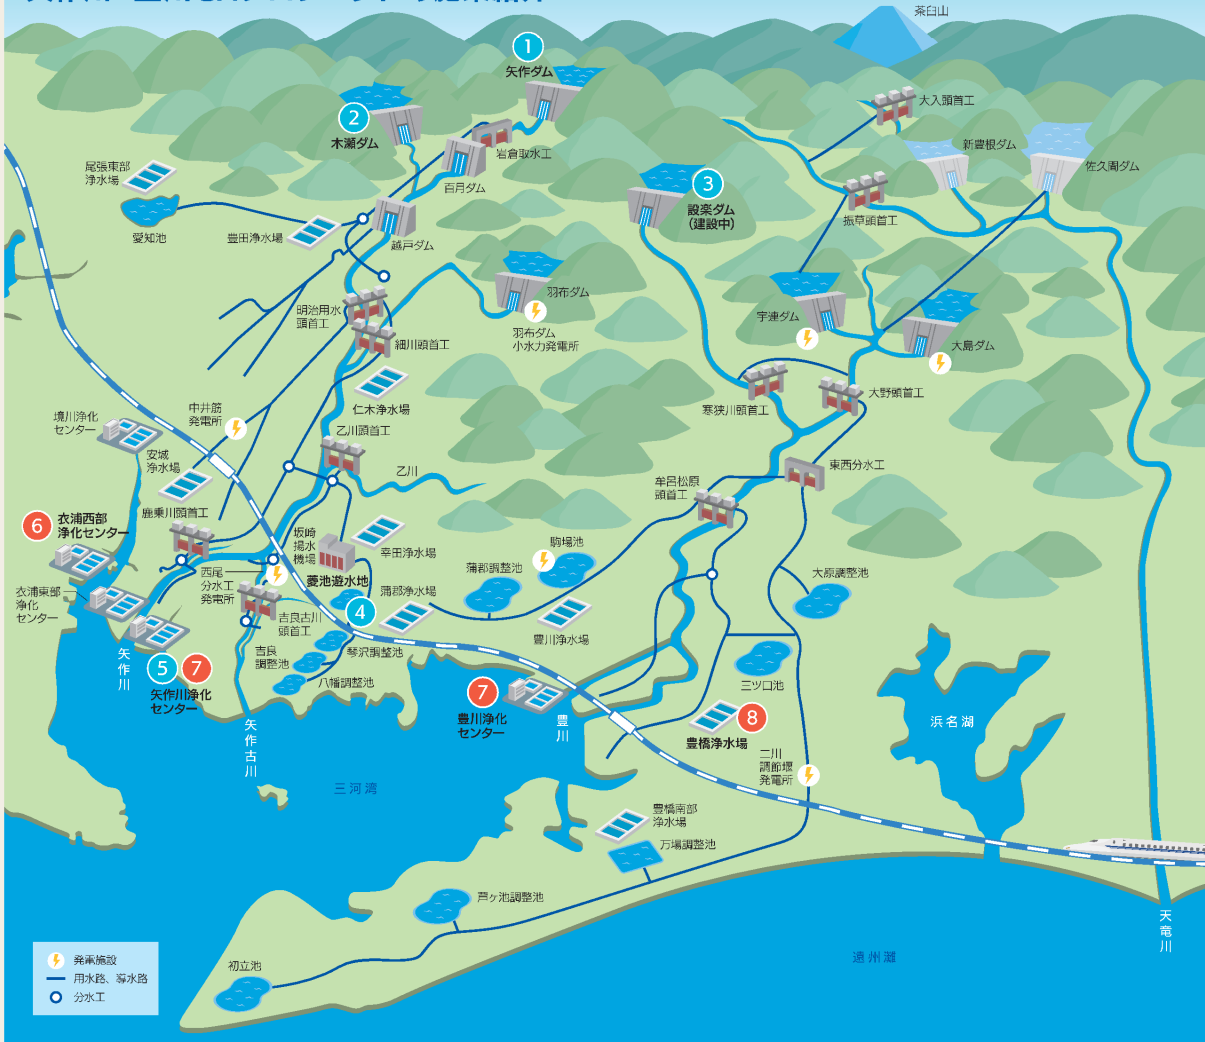 茶臼山
1
矢作ダム
2
木瀬ダム
大入頭首工
岩倉取水工
新豊根ダム
佐久間ダム
尾張東部
浄水場
百月ダム
3
設楽ダム
(建設中)
振草頭首工
愛知池
豊田浄水場
越戸ダム
羽布ダム
明治用水
頭首工
宇連ダム
羽布ダム
小水力発電所
細川頭首工
大島ダム
仁木浄水場
大野頭首工
寒狭川頭首工
中井筋
発電所
境川浄化
センター
乙川頭首工
安城
浄水場
乙川
東西分水工
牟呂松原
頭首工
鹿乗川頭首工
6
衣浦西部
浄化センター
坂崎
揚水
機場
幸田浄水場
駒場池
西尾
分水工
発電所
菱池遊水地
蒲郡調整池
大原調整池
衣浦東部
浄化
センター
蒲郡浄水場
4
吉良古川
頭首工
豊川浄水場
矢作川
吉良
調整池
琴沢調整池
5
7
矢作川浄化
センター
八幡調整池
三ツ口池
7
豊川浄化
センター
豊川
8
豊橋浄水場
浜名湖
矢作古川
二川
調節堰
発電所
三河湾
豊橋南部
浄水場
万場調整池
芦ヶ池調整池
天竜川
遠州灘
初立池
発電施設
用水路、導水路
分水工